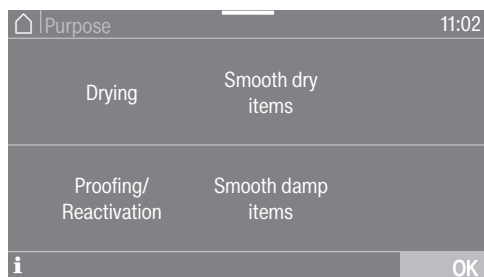 Purpose
11:02
Drying
Smooth dry
items
Proofing/
Reactivation
Smooth damp
items
i
OK